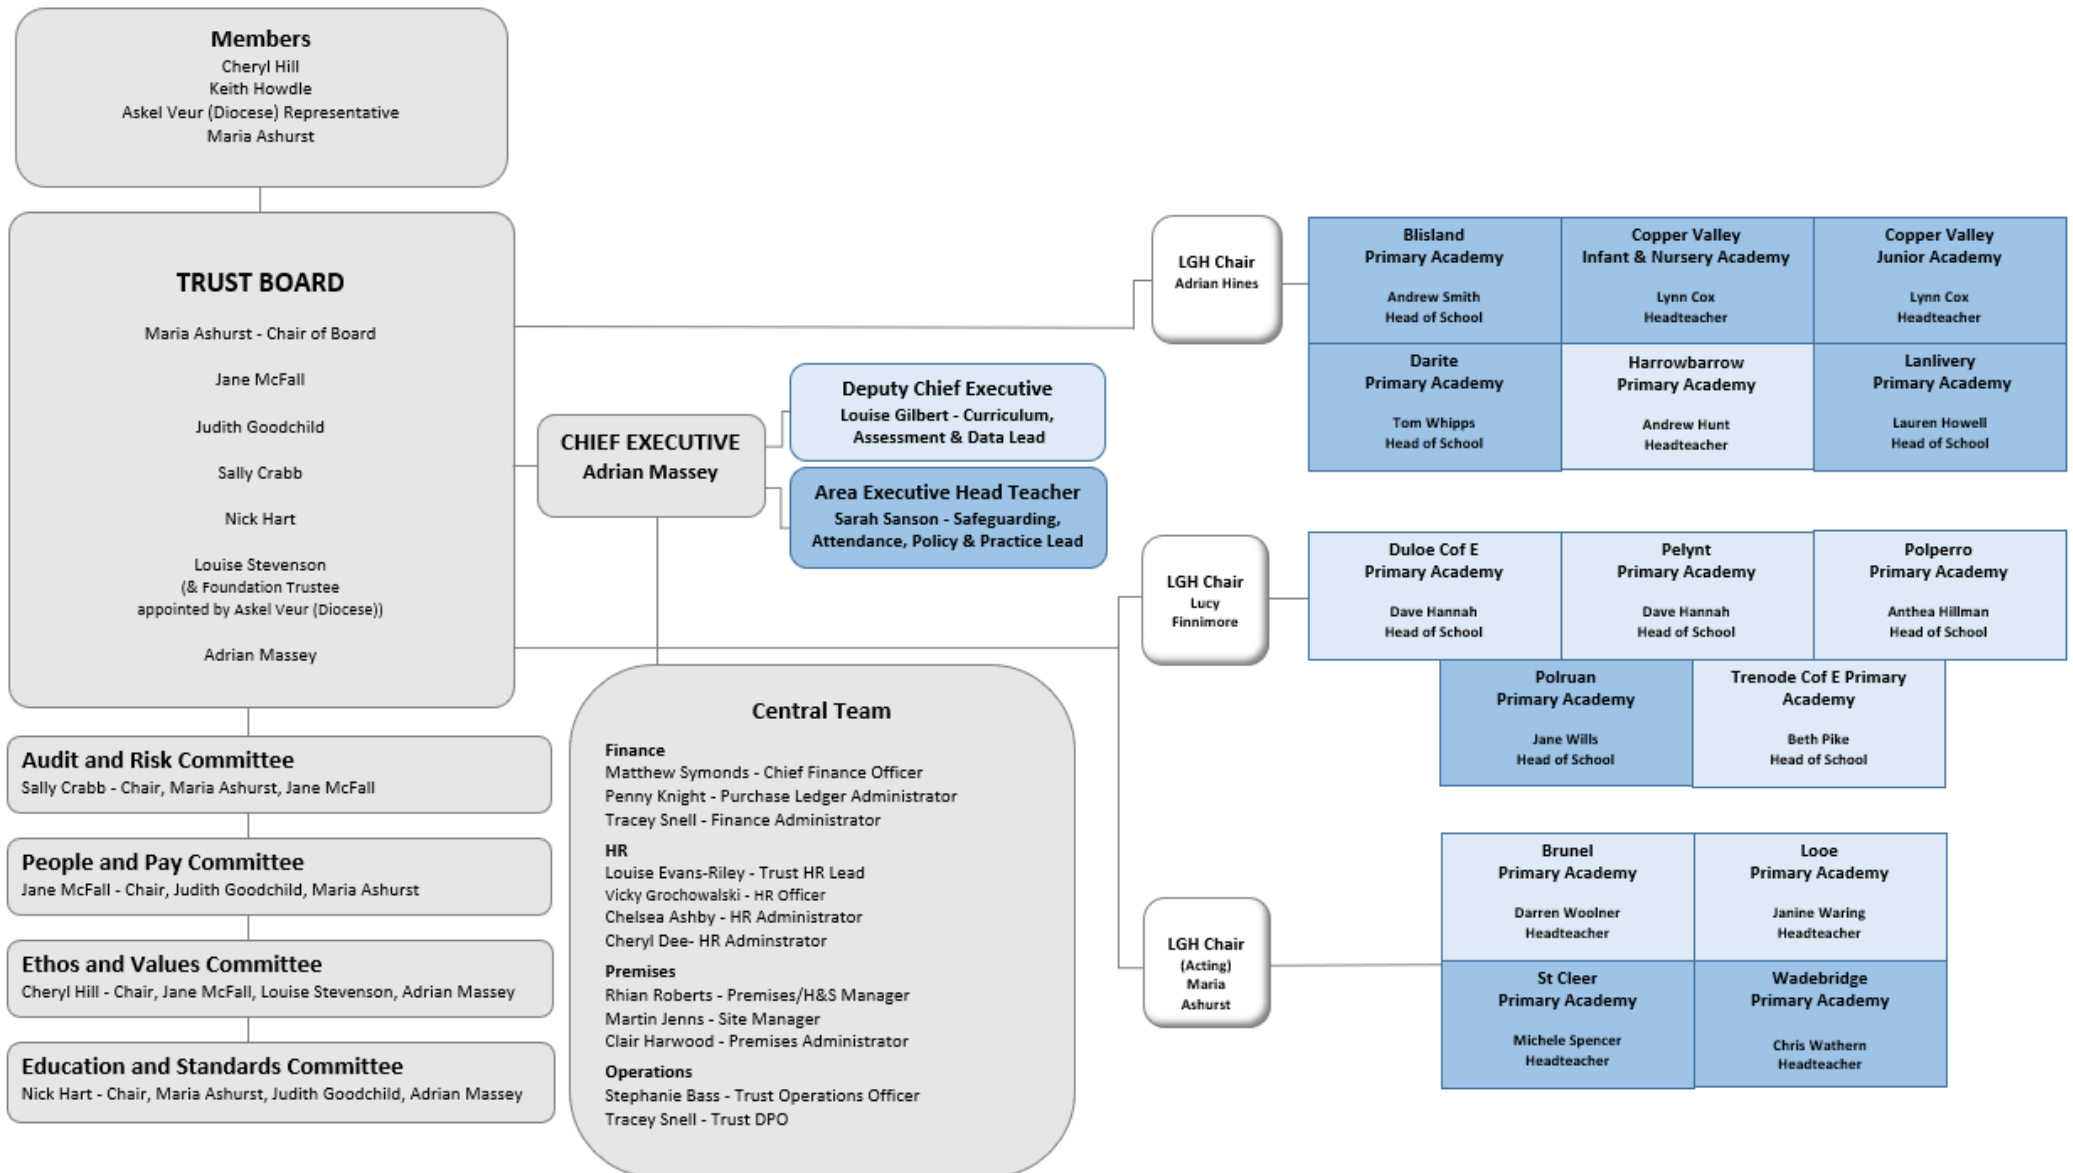 Members
Cheryl Hill
Keith Howdle
Askel Veur (Diocese) Representative
Maria Ashurst
TRUST BOARD
Maria Ashurst - Chair of Board
Jane McFall
Judith Goodchild
Sally Crabb
Nick Hart
Louise Stevenson
(& Foundation Trustee
appointed by Askel Veur (Diocese))
Adrian Massey
Audit and Risk Committee
Sally Crabb - Chair, Maria Ashurst, Jane McFall
People and Pay Committee
Jane McFall - Chair, Judith Goodchild, Maria Ashurst
Ethos and Values Committee
Cheryl Hill - Chair, Jane McFall, Louise Stevenson, Adrian Massey
Education and Standards Committee
Nick Hart - Chair, Maria Ashurst, Judith Goodchild, Adrian Massey
CHIEF EXECUTIVE
Adrian Massey
Deputy Chief Executive
Louise Gilbert - Curriculum,
Assessment & Data Lead
Area Executive Head Teacher
Sarah Sanson - Safeguarding,
Attendance, Policy & Practice Lead
Central Team
Finance
Matthew Symonds - Chief Finance Officer
Penny Knight - Purchase Ledger Administrator
Tracey Snell - Finance Administrator
HR
Louise Evans-Riley - Trust HR Lead
Vicky Grochowalski - HR Officer
Chelsea Ashby - HR Administrator
Cheryl Dee- HR Adminstrator
Premises
Rhian Roberts - Premises/H&S Manager
Martin Jenns - Site Manager
Clair Harwood - Premises Administrator
Operations
Stephanie Bass - Trust Operations Officer
Tracey Snell - Trust DPO
LGH Chair
Adrian Hines
Blisland
Primary Academy
Andrew Smith
Head of School
Copper Valley
Infant & Nursery Academy
Lynn Cox
Headteacher
Copper Valley
Junior Academy
Lynn Cox
Headteacher
Darite
Primary Academy
Tom Whipps
Head of School
Harrowbarrow
Primary Academy
Andrew Hunt
Headteacher
Lanlivery
Primary Academy
Lauren Howell
Head of School
LGH Chair
Lucy
Finnimore
Duloe Cof E
Primary Academy
Dave Hannah
Head of School
Pelynt
Primary Academy
Dave Hannah
Head of School
Polperro
Primary Academy
Anthea Hillman
Head of School
Polruan
Primary Academy
Jane Wills
Head of School
Trenode Cof E Primary
Academy
Beth Pike
Head of School
LGH Chair
(Acting)
Maria
Ashurst
Brunel
Primary Academy
Darren Woolner
Headteacher
Looe
Primary Academy
Janine Waring
Headteacher
St Cleer
Primary Academy
Michele Spencer
Headteacher
Wadebridge
Primary Academy
Chris Wathern
Headteacher